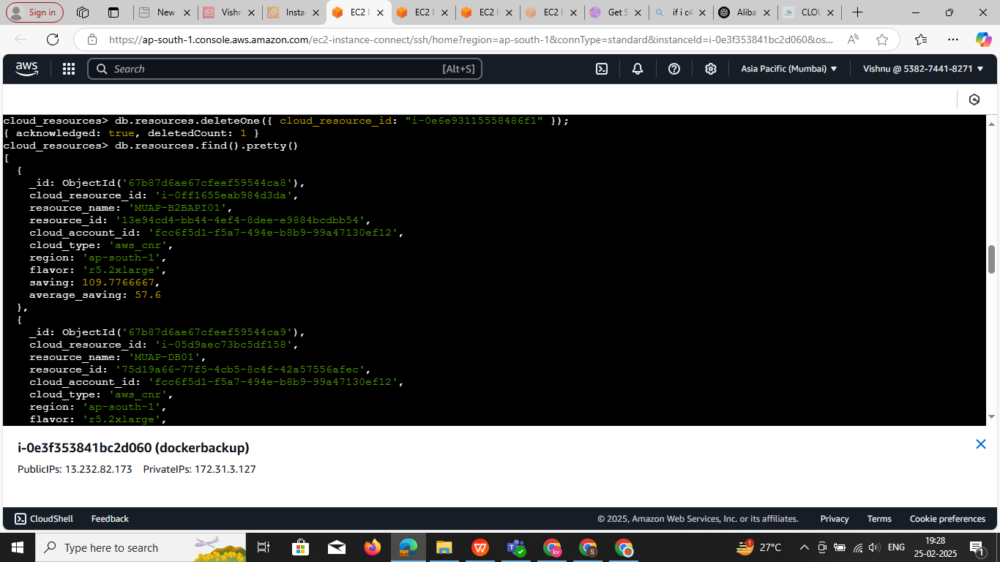 Sign in
New
Vishr
Insta
EC2 I
EC2 I
EC2 I
EC2 I
Get S
if i c4
Aliba
CLOU
https://ap-south-1.console.aws.amazon.com/ec2-instance-connect/ssh/home?region=ap-south-1&connType=standard&instanceId=i-0e3f353841bc2d060&os...
aws
Search
[Alt+S]
Asia Pacific (Mumbai)
Vishnu @ 5382-7441-8271
cloud_resources> db.resources.deleteOne({ cloud_resource_id: "i-0e6e93115558486f1" });
{ acknowledged: true, deletedCount: 1 }
cloud_resources> db.resources.find().pretty()
[
{
_id: ObjectId('67b87d6ae67cfeef59544ca8'),
cloud_resource_id: 'i-0ff1655eab984d3da',
resource_name: 'MUAP-B2BAPI01',
resource_id: '13e94cd4-bb44-4ef4-8dee-e9884bcdbb54',
cloud_account_id: 'fcc6f5d1-f5a7-494e-b8b9-99a47130ef12',
cloud_type: 'aws_cnr',
region: 'ap-south-1',
flavor: 'r5.2xlarge',
saving: 109.7766667,
average_saving: 57.6
},
{
_id: ObjectId('67b87d6ae67cfeef59544ca9'),
cloud_resource_id: 'i-05d9aec73bc5df158',
resource_name: 'MUAP-DB01',
resource_id: '75d19a66-77f5-4cb5-8c4f-42a57556afec',
cloud_account_id: 'fcc6f5d1-f5a7-494e-b8b9-99a47130ef12',
cloud_type: 'aws_cnr',
region: 'ap-south-1',
flavor: 'r5.2xlarge',
i-0e3f353841bc2d060 (dockerbackup)
PublicIPs: 13.232.82.173 PrivateIPs: 172.31.3.127
CloudShell
Feedback
© 2025, Amazon Web Services, Inc. or its affiliates.
Privacy
Terms
Cookie preferences
Type here to search
27°C
ENG
19:28
25-02-2025